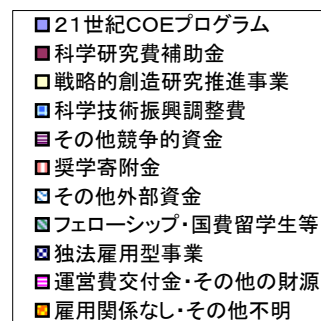 21世紀COEプログラム
科学研究費補助金
戦略的創造研究推進事業
科学技術振興調整費
その他競争的資金
奨学寄附金
その他外部資金
フェローシップ・国費留学生等
独法雇用型事業
運営費交付金・その他の財源
雇用関係なし・その他不明